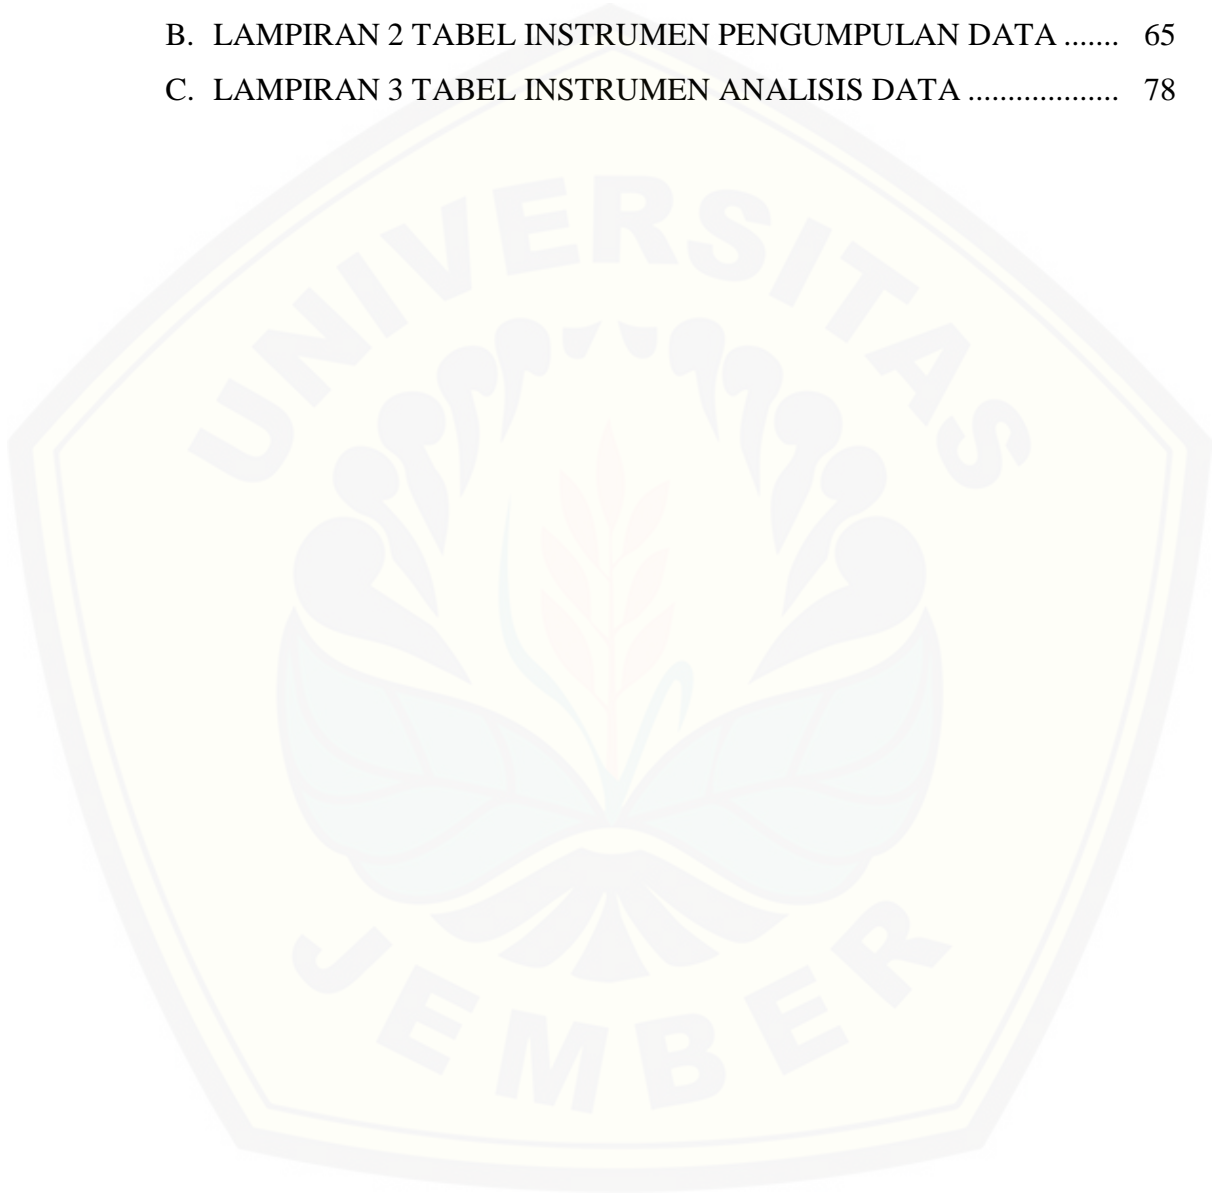 B. LAMPIRAN 2 TABEL INSTRUMEN PENGUMPULAN DATA ....... 65
C. LAMPIRAN 3 TABEL INSTRUMEN ANALISIS DATA ................... 78
UNIVERSITAS
JEMBER